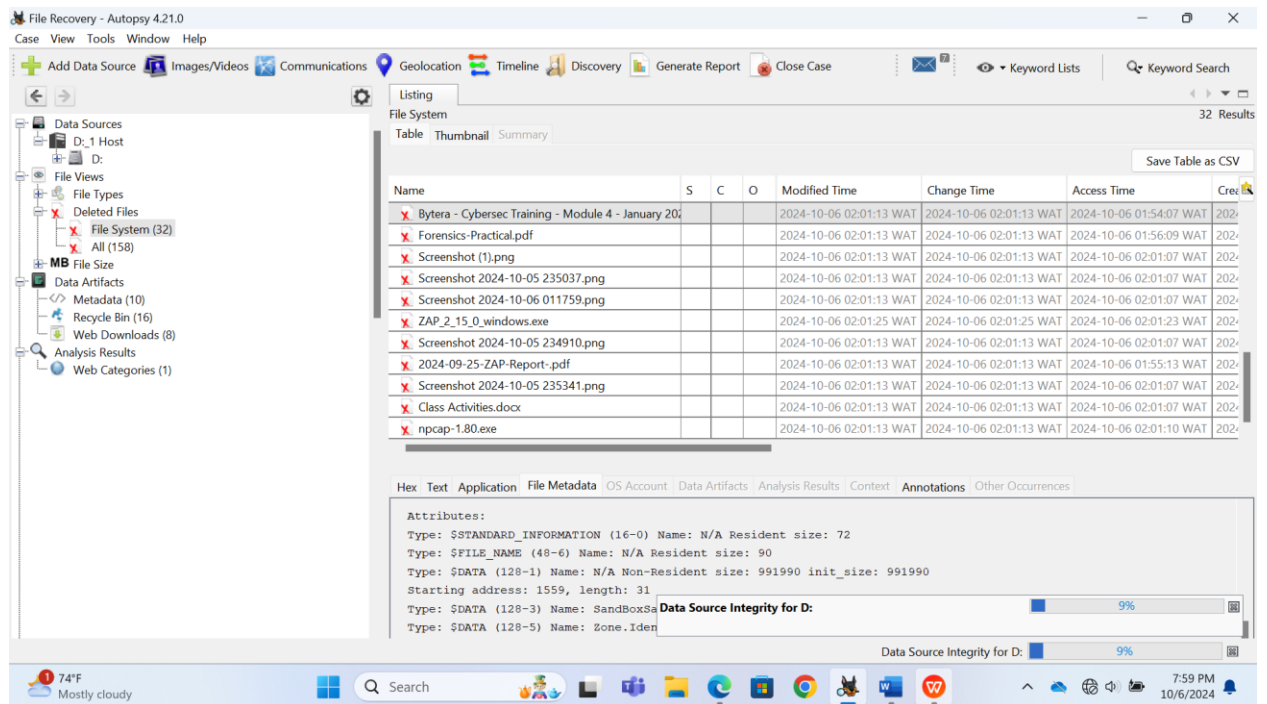 File Recovery - Autopsy 4.21.0
Case View Tools Window Help
Add Data Source Images/Videos Communications Geolocation Timeline Discovery Generate Report Close Case 7 Keyword Lists Keyword Search
Listing
File System
32 Results
Table Thumbnail Summary
Save Table as CSV
Data Sources
D:_1 Host
D:
File Views
File Types
Deleted Files
File System (32)
All (158)
MB File Size
Data Artifacts
Metadata (10)
Recycle Bin (16)
Web Downloads (8)
Analysis Results
Web Categories (1)
Name S C O Modified Time Change Time Access Time Crea
Bytera - Cybersec Training - Module 4 - January 202 2024-10-06 02:01:13 WAT 2024-10-06 02:01:13 WAT 2024-10-06 01:54:07 WAT 202
Forensics-Practical.pdf 2024-10-06 02:01:13 WAT 2024-10-06 02:01:13 WAT 2024-10-06 01:56:09 WAT 202
Screenshot (1).png 2024-10-06 02:01:13 WAT 2024-10-06 02:01:13 WAT 2024-10-06 02:01:07 WAT 202
Screenshot 2024-10-05 235037.png 2024-10-06 02:01:13 WAT 2024-10-06 02:01:13 WAT 2024-10-06 02:01:07 WAT 202
Screenshot 2024-10-06 011759.png 2024-10-06 02:01:13 WAT 2024-10-06 02:01:13 WAT 2024-10-06 02:01:07 WAT 202
ZAP_2_15_0_windows.exe 2024-10-06 02:01:25 WAT 2024-10-06 02:01:25 WAT 2024-10-06 02:01:23 WAT 202
Screenshot 2024-10-05 234910.png 2024-10-06 02:01:13 WAT 2024-10-06 02:01:13 WAT 2024-10-06 02:01:07 WAT 202
2024-09-25-ZAP-Report-.pdf 2024-10-06 02:01:13 WAT 2024-10-06 02:01:13 WAT 2024-10-06 01:55:13 WAT 202
Screenshot 2024-10-05 235341.png 2024-10-06 02:01:13 WAT 2024-10-06 02:01:13 WAT 2024-10-06 02:01:07 WAT 202
Class Activities.docx 2024-10-06 02:01:13 WAT 2024-10-06 02:01:13 WAT 2024-10-06 02:01:07 WAT 202
npcap-1.80.exe 2024-10-06 02:01:13 WAT 2024-10-06 02:01:13 WAT 2024-10-06 02:01:10 WAT 202
Hex Text Application File Metadata OS Account Data Artifacts Analysis Results Context Annotations Other Occurrences
Attributes:
Type: $STANDARD_INFORMATION (16-0) Name: N/A Resident size: 72
Type: $FILE_NAME (48-6) Name: N/A Resident size: 90
Type: $DATA (128-1) Name: N/A Non-Resident size: 991990 init_size: 991990
Starting address: 1559, length: 31
Type: $DATA (128-3) Name: SandBoxSa
Type: $DATA (128-5) Name: Zone.Iden
Data Source Integrity for D: 9%
Data Source Integrity for D: 9%
1
74°F
Mostly cloudy
Search
7:59 PM
10/6/2024